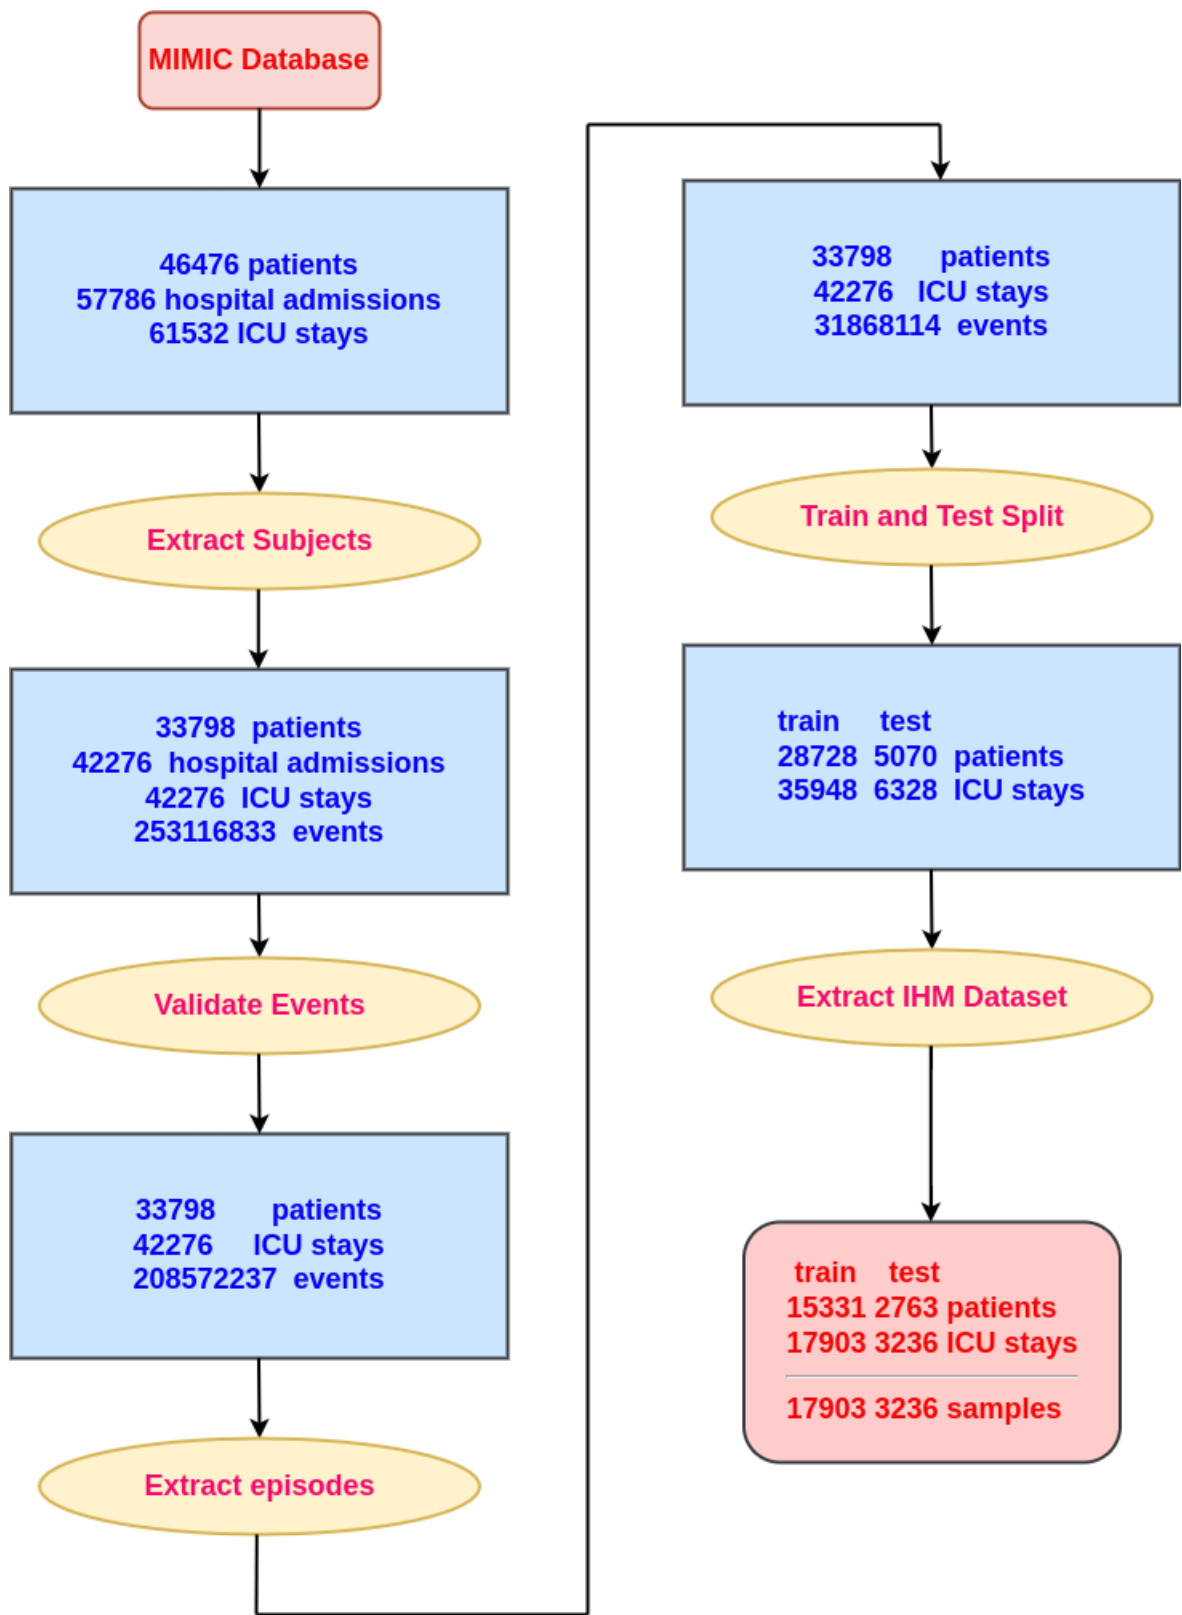 MIMIC Database
46476 patients
57786 hospital admissions
61532 ICU stays
Extract Subjects
33798 patients
42276 hospital admissions
42276 ICU stays
253116833 events
Validate Events
33798 patients
42276 ICU stays
208572237 events
Extract episodes
33798 patients
42276 ICU stays
31868114 events
Train and Test Split
train test
28728 5070 patients
35948 6328 ICU stays
Extract IHM Dataset
train test
15331 2763 patients
17903 3236 ICU stays
17903 3236 samples